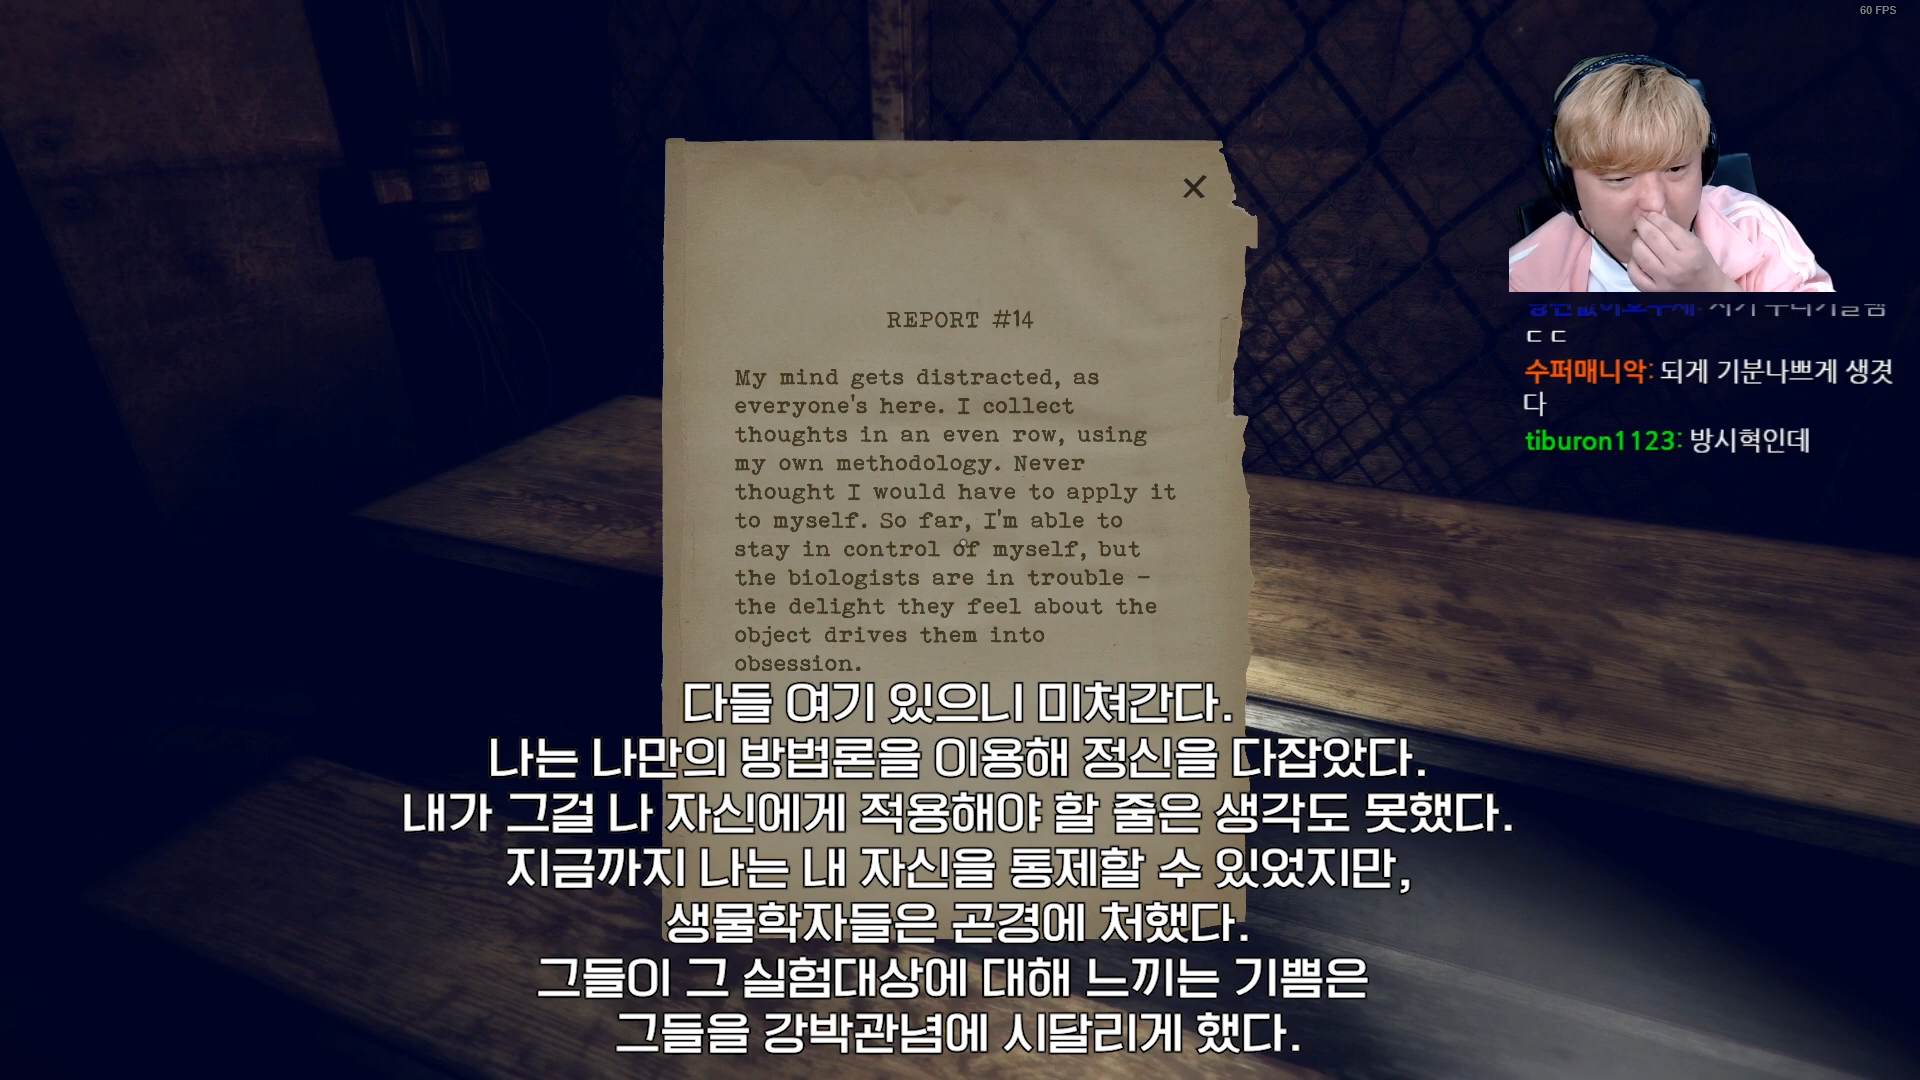 60 FPS
REPORT #14
My mind gets distracted, as
everyone's here. I collect
thoughts in an even row, using
my own methodology. Never
thought I would have to apply it
to myself. So far, I'm able to
stay in control of myself, but
the biologists are in trouble –
the delight they feel about the
object drives them into
obsession.
다들 여기 있으니 미쳐간다.
나는 나만의 방법론을 이용해 정신을 다잡았다.
내가 그걸 나 자신에게 적용해야 할 줄은 생각도 못했다.
지금까지 나는 내 자신을 통제할 수 있었지만,
생물학자들은 곤경에 처했다.
그들이 그 실험대상에 대해 느끼는 기쁨은
그들을 강박관념에 시달리게 했다.
ㄷㄷ
수퍼매니악: 되게 기분나쁘게 생겻
다
tiburon1123: 방시혁인데